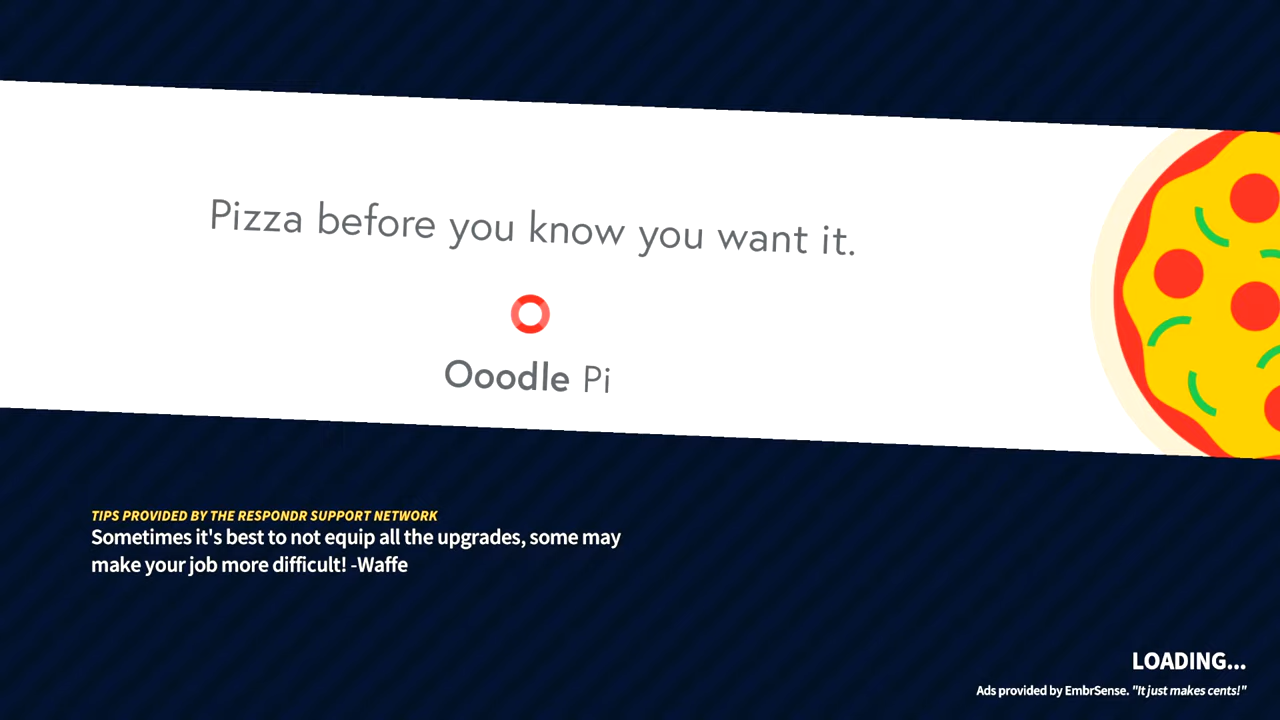 Pizza before you know you want it.
Ooodle Pi
TIPS PROVIDED BY THE RESPONDR SUPPORT NETWORK
Sometimes it's best to not equip all the upgrades, some may
make your job more difficult! -Waffe
LOADING...
Ads provided by EmbrSense. "It just makes cents!"